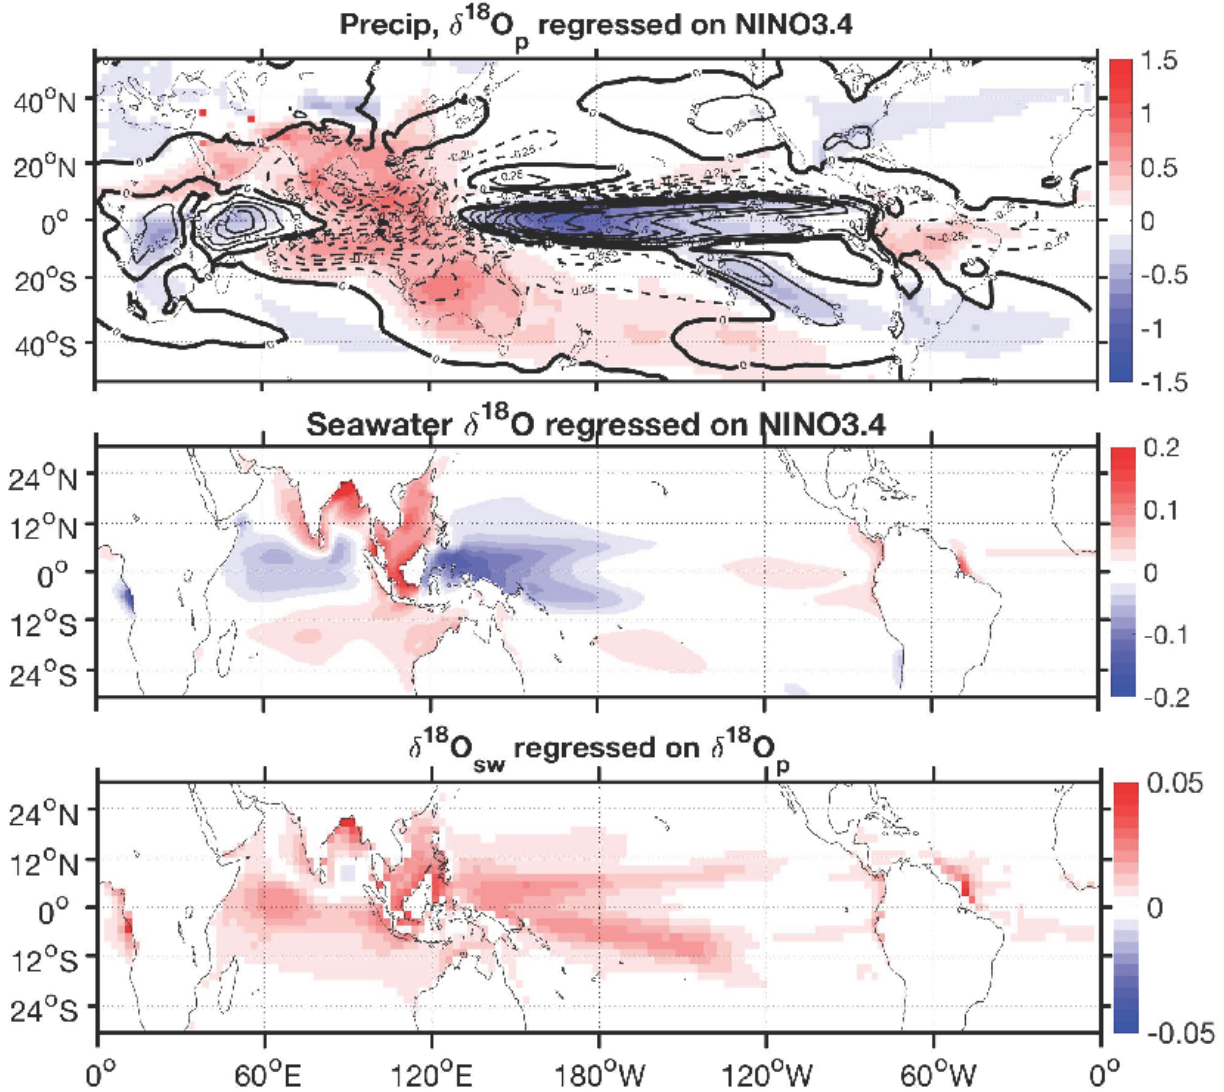 Precip, δ¹⁸Oₚ regressed on NINO3.4
40°N
20°N
0°
20°S
40°S
1.5
1
0.5
0
-0.5
-1
-1.5
Seawater δ¹⁸O regressed on NINO3.4
24°N
12°N
0°
12°S
24°S
0.2
0.1
0
-0.1
-0.2
δ¹⁸Osw regressed on δ¹⁸Oₚ
24°N
12°N
0°
12°S
24°S
0.05
0
-0.05
0° 60°E 120°E 180°W 120°W 60°W 0°